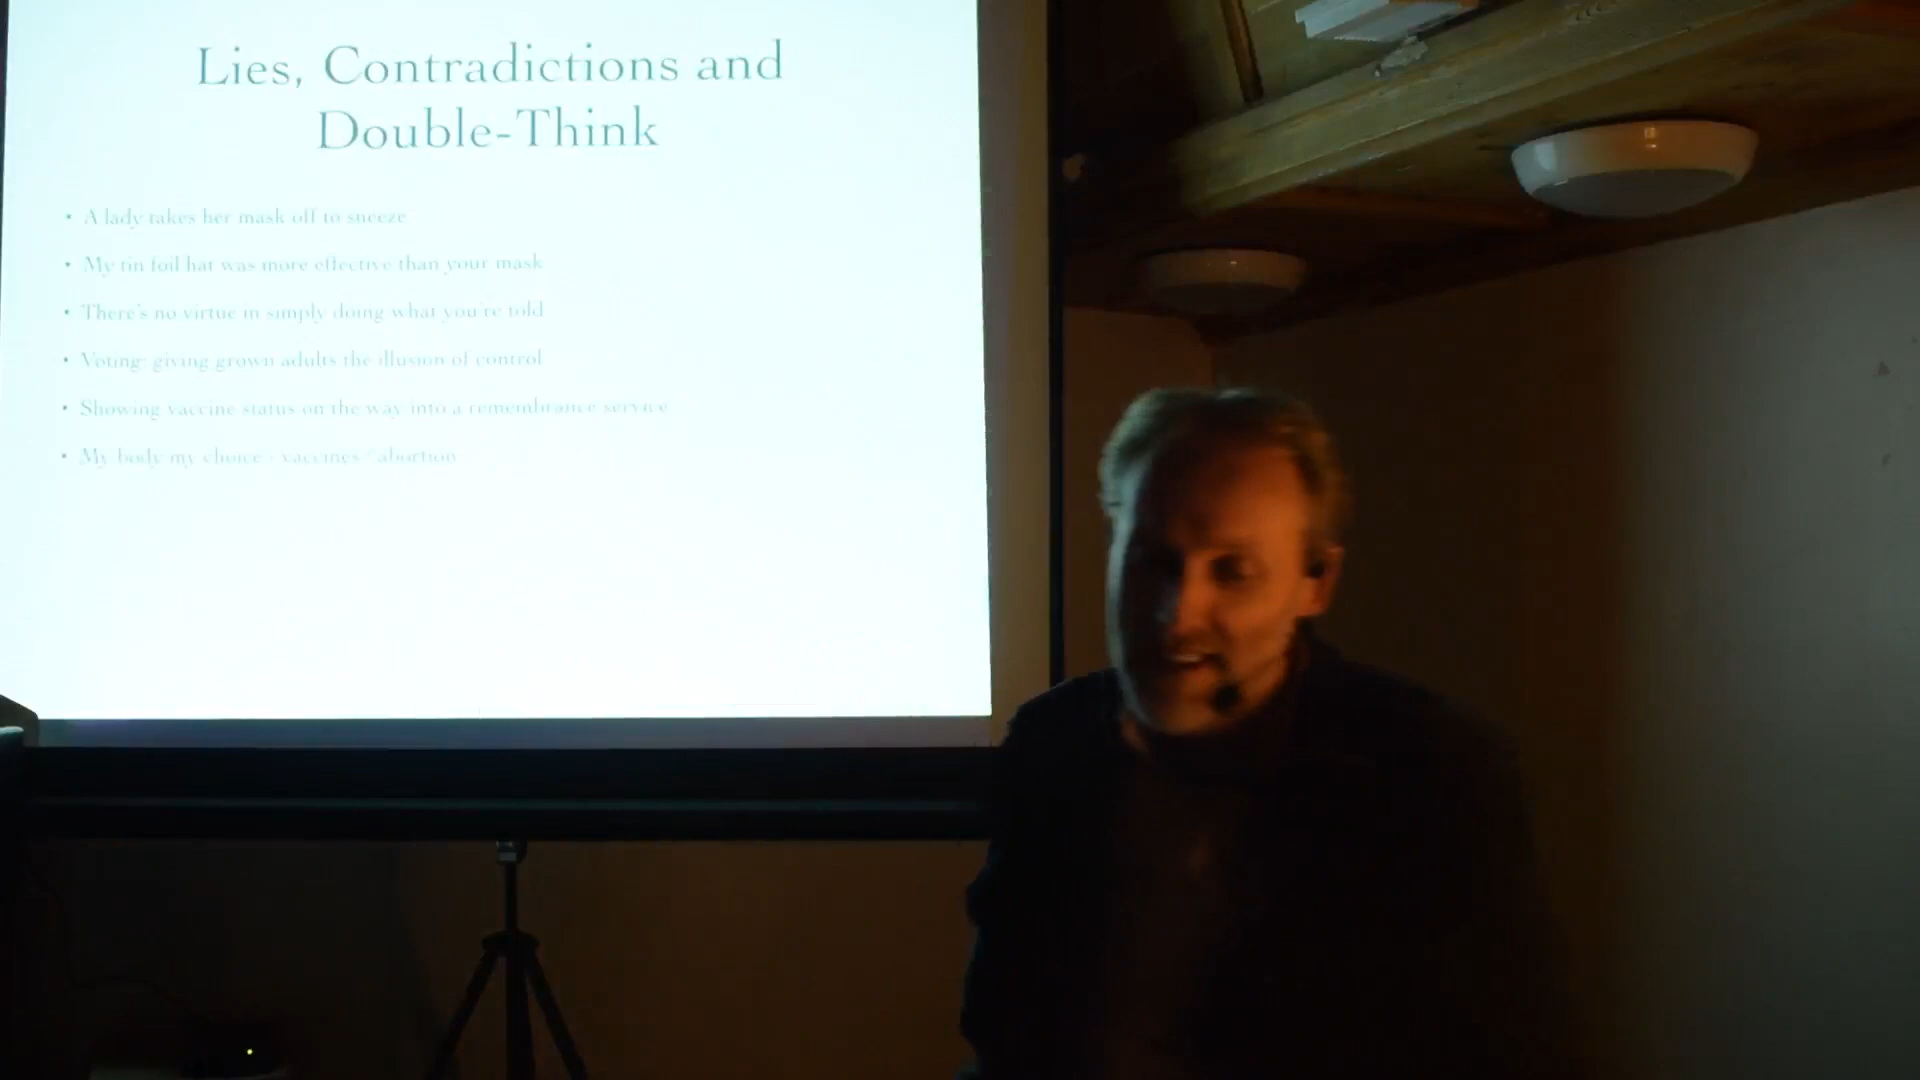 Lies, Contradictions and
Double-Think
• A lady takes her mask off to sneeze
• My tin foil hat was more effective than your mask
• There's no virtue in simply doing what you're told
• Voting: giving grown adults the illusion of control
• Showing vaccine status on the way into a remembrance service
• My body my choice - vaccines / abortion